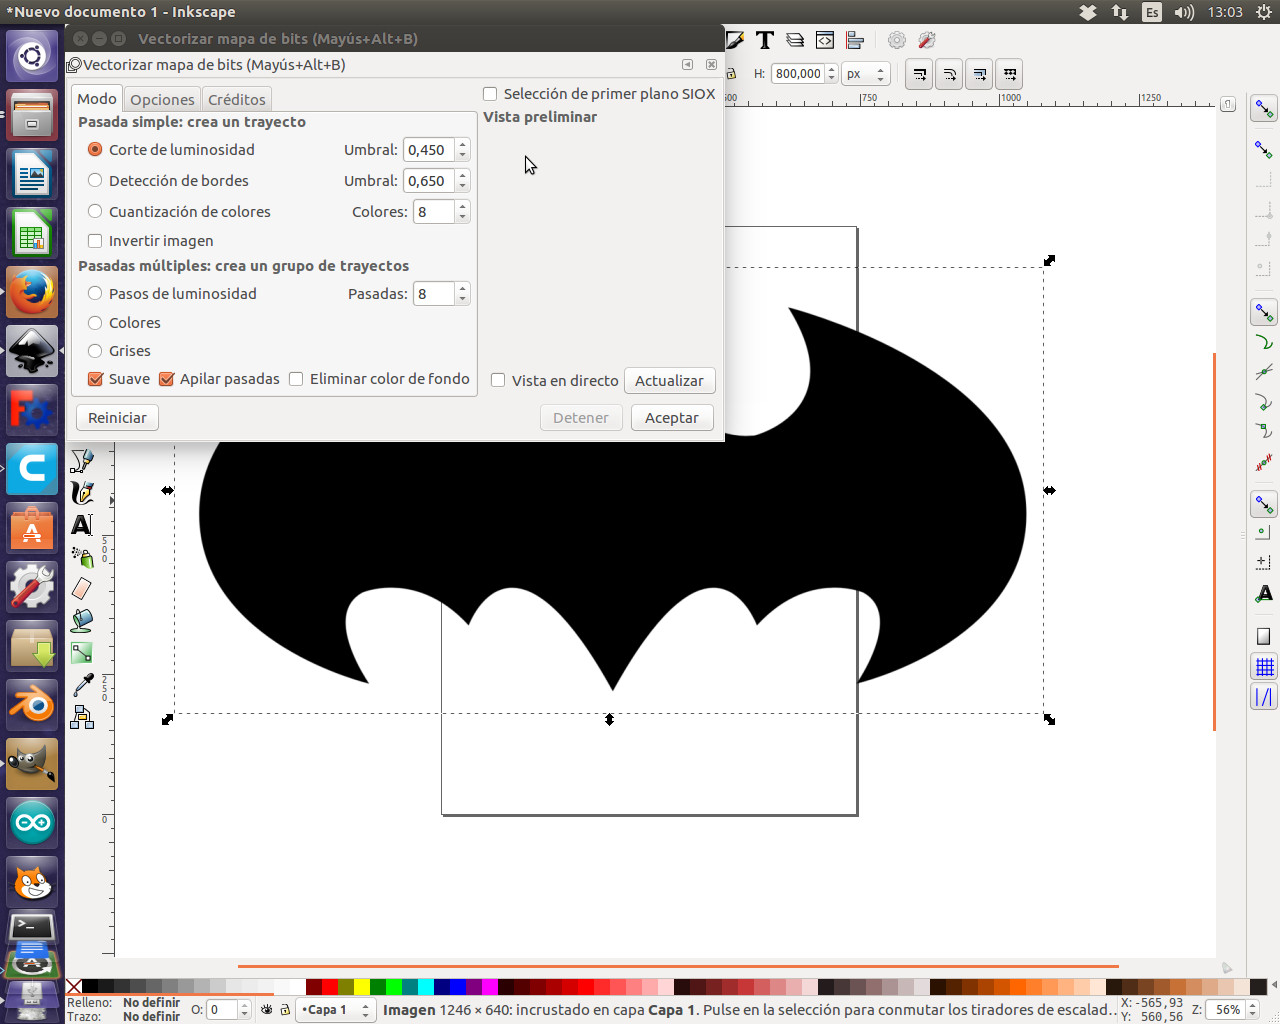 *Nuevo documento 1 - Inkscape
Es
13:03
Vectorizar mapa de bits (Mayús+Alt+B)
Vectorizar mapa de bits (Mayús+Alt+B)
Modo Opciones Créditos
Selección de primer plano SIOX
Vista preliminar
Pasada simple: crea un trayecto
Corte de luminosidad Umbral: 0,450
Detección de bordes Umbral: 0,650
Cuantización de colores Colores: 8
Invertir imagen
Pasadas múltiples: crea un grupo de trayectos
Pasos de luminosidad Pasadas: 8
Colores
Grises
Suave Apilar pasadas Eliminar color de fondo
Vista en directo Actualizar
Reiniciar Detener Aceptar
H: 800,000 px
750 1000 1250
500
250
0
Relleno: No definir
Trazo: No definir
O: 0
•Capa 1
Imagen 1246 × 640: incrustado en capa Capa 1. Pulse en la selección para conmutar los tiradores de escalad..
X: -565,93
Y: 560,56
Z: 56%